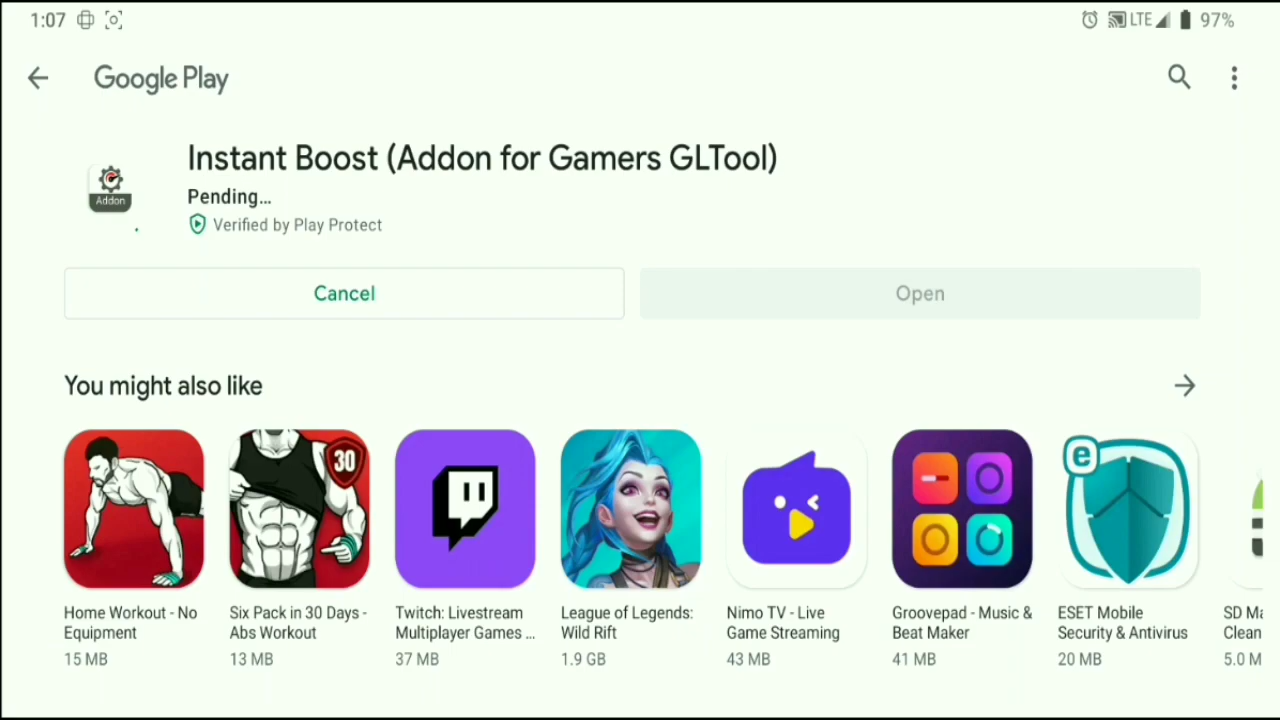 1:07 LTE 97%
Google Play
Instant Boost (Addon for Gamers GLTool)
Addon
Pending...
Verified by Play Protect
Cancel Open
You might also like
30
e
Home Workout - No Equipment
15 MB
Six Pack in 30 Days - Abs Workout
13 MB
Twitch: Livestream Multiplayer Games ...
37 MB
League of Legends: Wild Rift
1.9 GB
Nimo TV - Live Game Streaming
43 MB
Groovepad - Music & Beat Maker
41 MB
ESET Mobile Security & Antivirus
20 MB
SD Ma
Clean
5.0 M